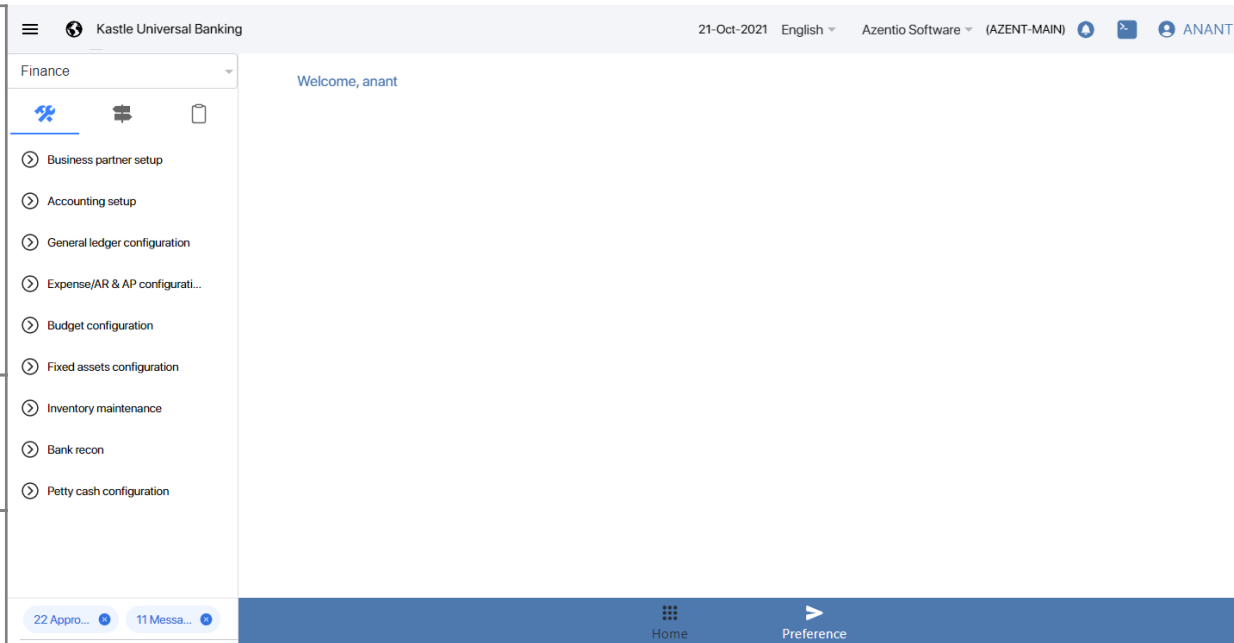 Kastle Universal Banking 21-Oct-2021 English Azentio Software (AZENT-MAIN) ANANT
Finance
Welcome, anant
Business partner setup
Accounting setup
General ledger configuration
Expense/AR & AP configurati...
Budget configuration
Fixed assets configuration
Inventory maintenance
Bank recon
Petty cash configuration
22 Appro... 11 Messa...
Home Preference